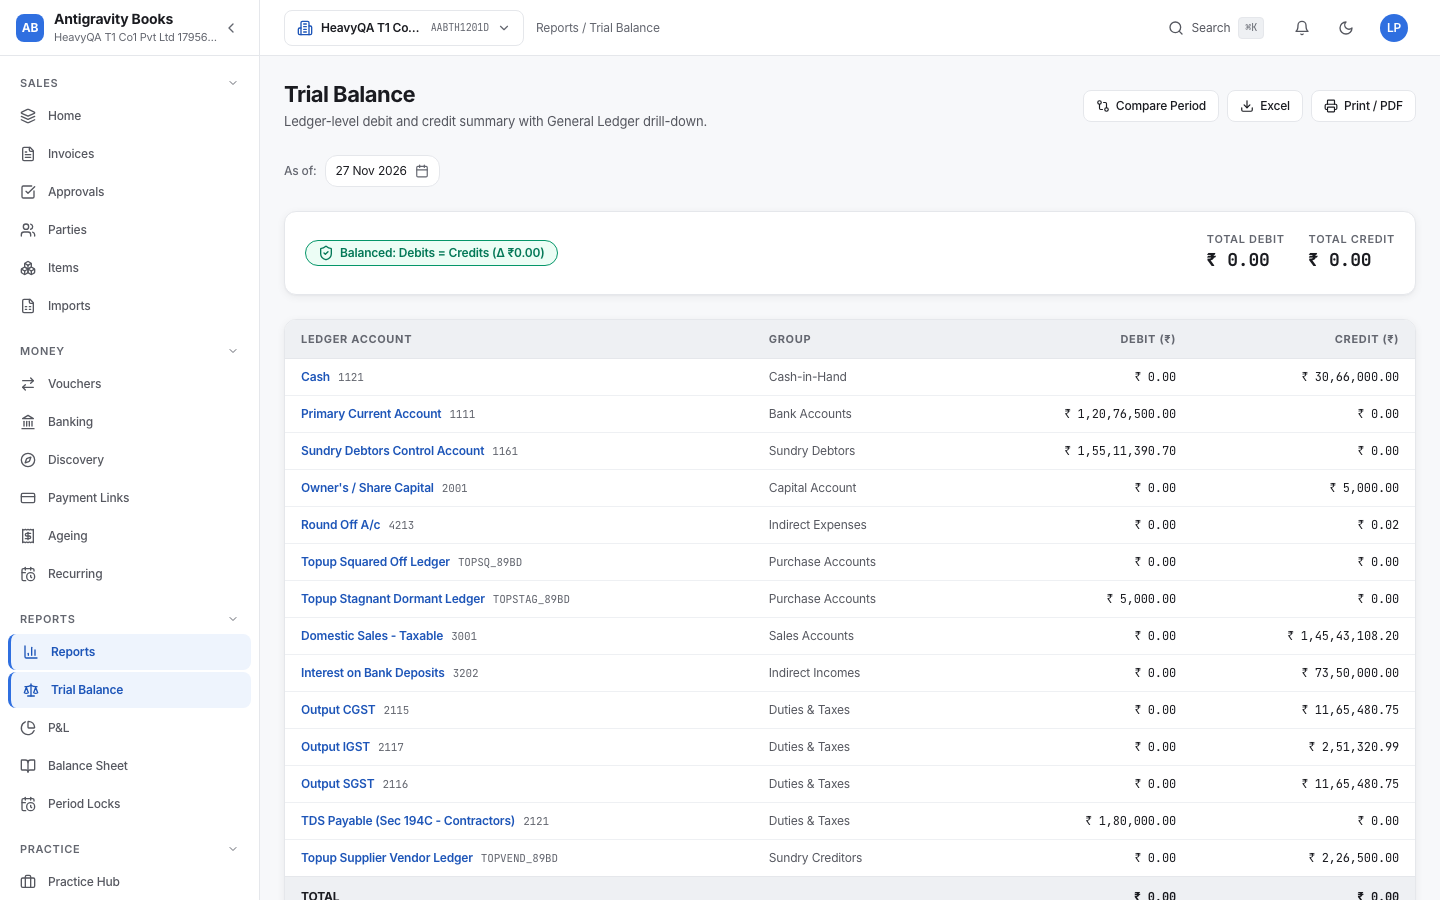 AB
Antigravity Books
HeavyQA T1 Co1 Pvt Ltd 17956...
HeavyQA T1 Co... AABTH1201D
Reports / Trial Balance
Search ⌘K
LP
SALES
Home
Invoices
Approvals
Parties
Items
Imports
MONEY
Vouchers
Banking
Discovery
Payment Links
Ageing
Recurring
REPORTS
Reports
Trial Balance
P&L
Balance Sheet
Period Locks
PRACTICE
Practice Hub
Trial Balance
Ledger-level debit and credit summary with General Ledger drill-down.
Compare Period
Excel
Print / PDF
As of: 27 Nov 2026
Balanced: Debits = Credits (Δ ₹0.00)
TOTAL DEBIT
₹ 0.00
TOTAL CREDIT
₹ 0.00
LEDGER ACCOUNT GROUP DEBIT (₹) CREDIT (₹)
Cash 1121 Cash-in-Hand ₹ 0.00 ₹ 30,66,000.00
Primary Current Account 1111 Bank Accounts ₹ 1,20,76,500.00 ₹ 0.00
Sundry Debtors Control Account 1161 Sundry Debtors ₹ 1,55,11,390.70 ₹ 0.00
Owner's / Share Capital 2001 Capital Account ₹ 0.00 ₹ 5,000.00
Round Off A/c 4213 Indirect Expenses ₹ 0.00 ₹ 0.02
Topup Squared Off Ledger TOPSQ_89BD Purchase Accounts ₹ 0.00 ₹ 0.00
Topup Stagnant Dormant Ledger TOPSTAG_89BD Purchase Accounts ₹ 5,000.00 ₹ 0.00
Domestic Sales - Taxable 3001 Sales Accounts ₹ 0.00 ₹ 1,45,43,108.20
Interest on Bank Deposits 3202 Indirect Incomes ₹ 0.00 ₹ 73,50,000.00
Output CGST 2115 Duties & Taxes ₹ 0.00 ₹ 11,65,480.75
Output IGST 2117 Duties & Taxes ₹ 0.00 ₹ 2,51,320.99
Output SGST 2116 Duties & Taxes ₹ 0.00 ₹ 11,65,480.75
TDS Payable (Sec 194C - Contractors) 2121 Duties & Taxes ₹ 1,80,000.00 ₹ 0.00
Topup Supplier Vendor Ledger TOPVEND_89BD Sundry Creditors ₹ 0.00 ₹ 2,26,500.00
TOTAL ₹ 0.00 ₹ 0.00